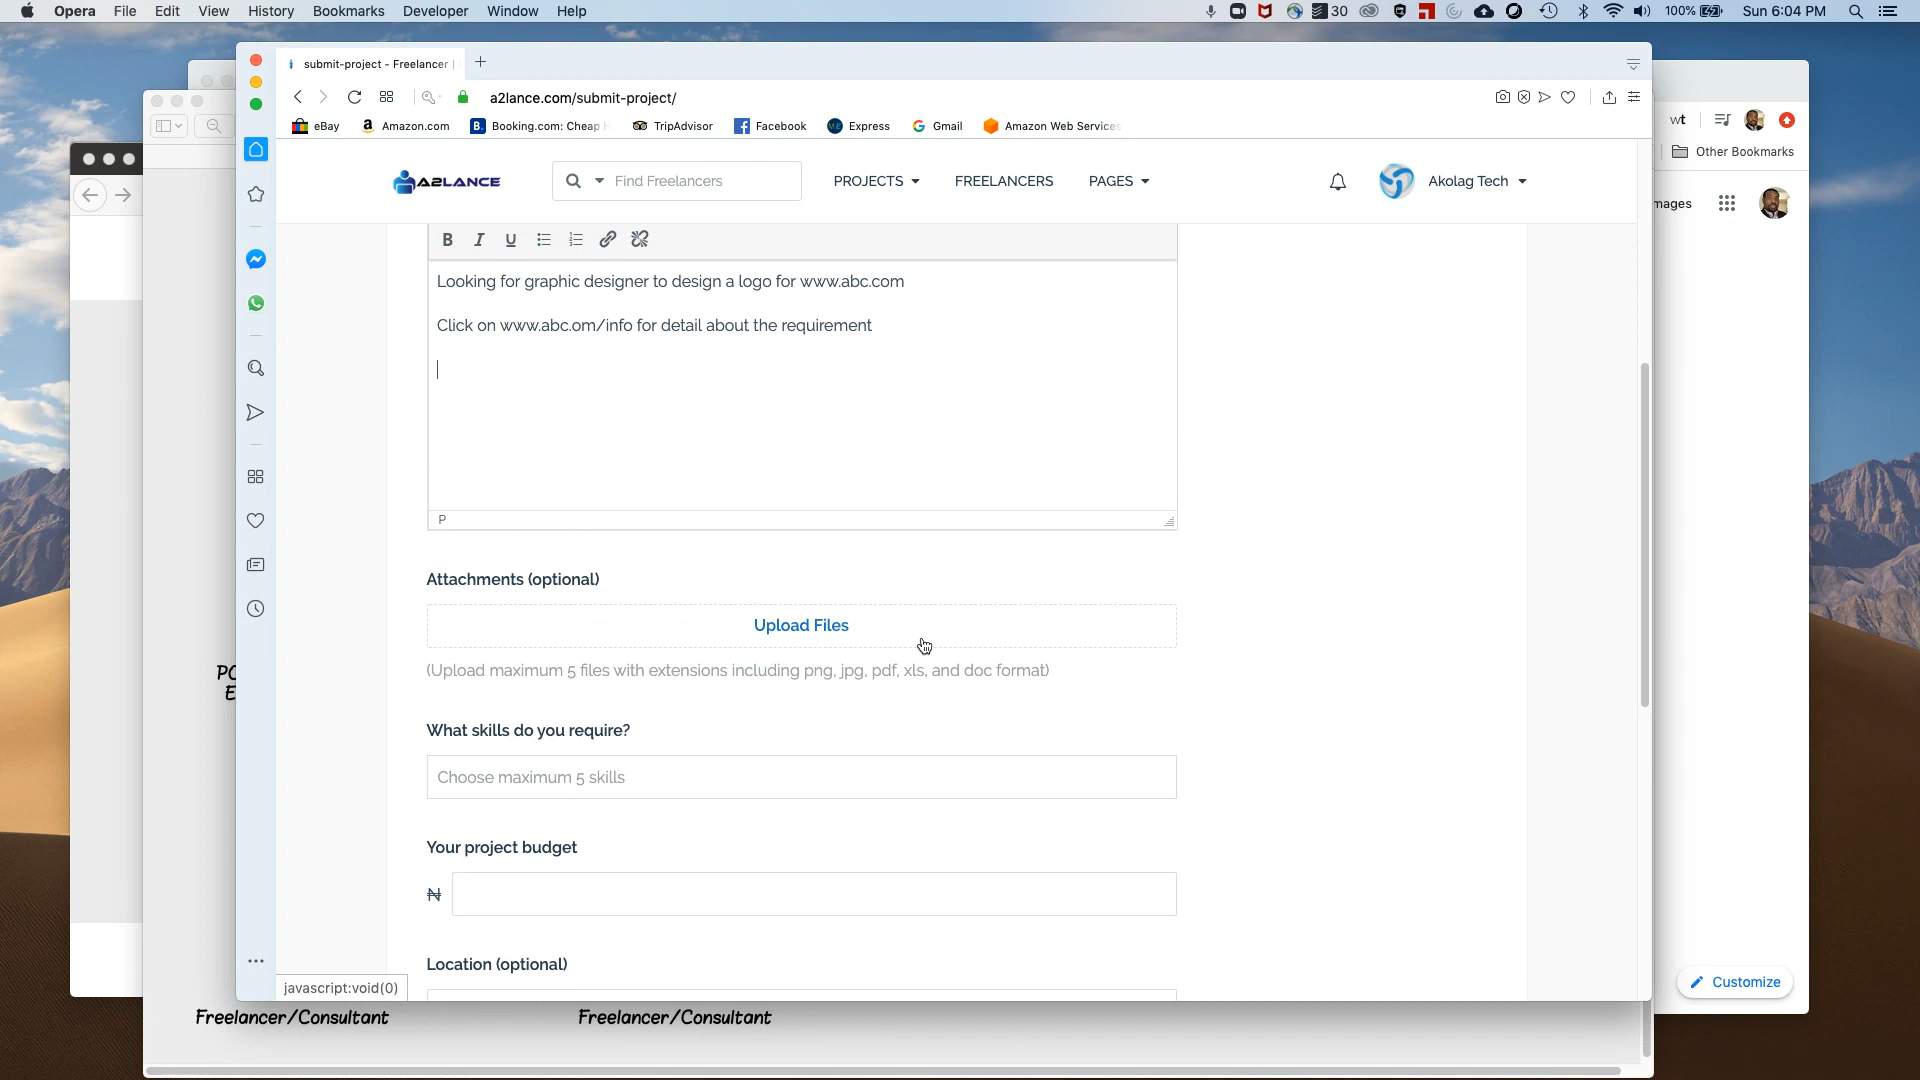 Opera File Edit View History Bookmarks Developer Window Help
30 100% Sun 6:04 PM
submit-project - Freelancer |
a2lance.com/submit-project/
eBay Amazon.com Booking.com: Cheap TripAdvisor Facebook Express Gmail Amazon Web Services
wt
Other Bookmarks
A2LANCE Find Freelancers PROJECTS FREELANCERS PAGES Akolag Tech
mages
B I U
Looking for graphic designer to design a logo for www.abc.com
Click on www.abc.om/info for detail about the requirement
P
Attachments (optional)
Upload Files
(Upload maximum 5 files with extensions including png, jpg, pdf, xls, and doc format)
PO
E
What skills do you require?
Choose maximum 5 skills
Your project budget
₦
Location (optional)
javascript:void(0)
Customize
Freelancer/Consultant Freelancer/Consultant